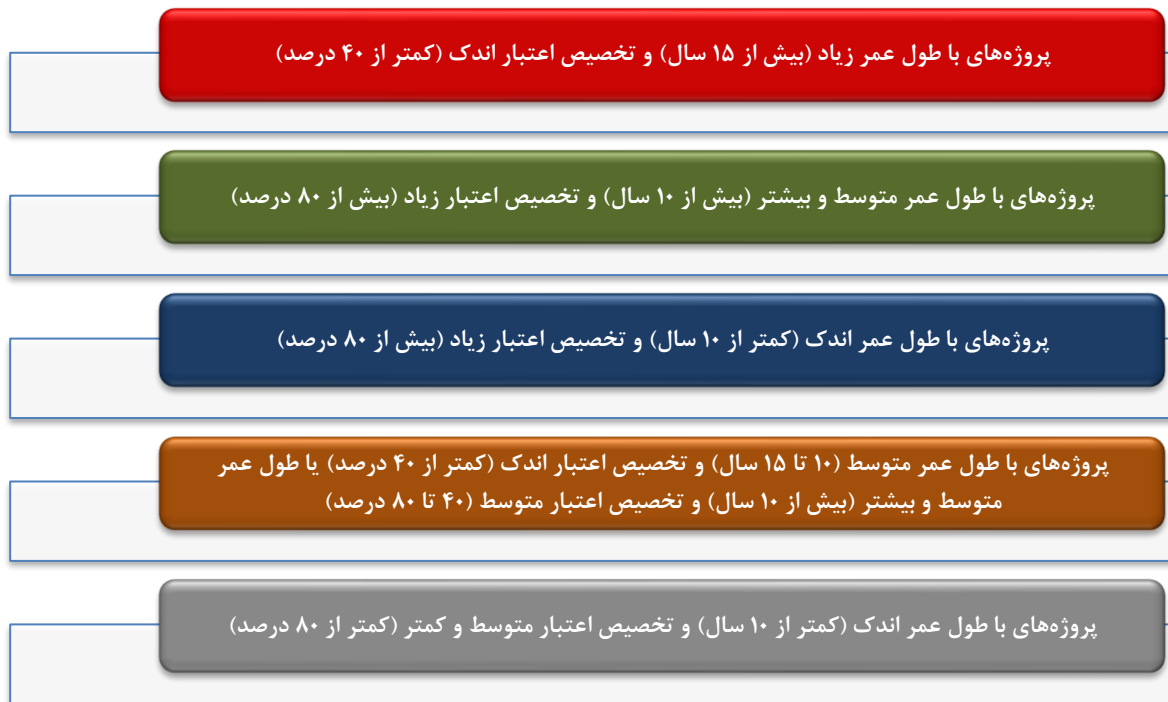 پروژه‌های با طول عمر زیاد (بیش از ۱۵ سال) و تخصیص اعتبار اندک (کمتر از ۴۰ درصد)
پروژه‌های با طول عمر متوسط و بیشتر (بیش از ۱۰ سال) و تخصیص اعتبار زیاد (بیش از ۸۰ درصد)
پروژه‌های با طول عمر اندک (کمتر از ۱۰ سال) و تخصیص اعتبار زیاد (بیش از ۸۰ درصد)
پروژه‌های با طول عمر متوسط (۱۰ تا ۱۵ سال) و تخصیص اعتبار اندک (کمتر از ۴۰ درصد) یا طول عمر
متوسط و بیشتر (بیش از ۱۰ سال) و تخصیص اعتبار متوسط (۴۰ تا ۸۰ درصد)
پروژه‌های با طول عمر اندک (کمتر از ۱۰ سال) و تخصیص اعتبار متوسط و کمتر (کمتر از ۸۰ درصد)